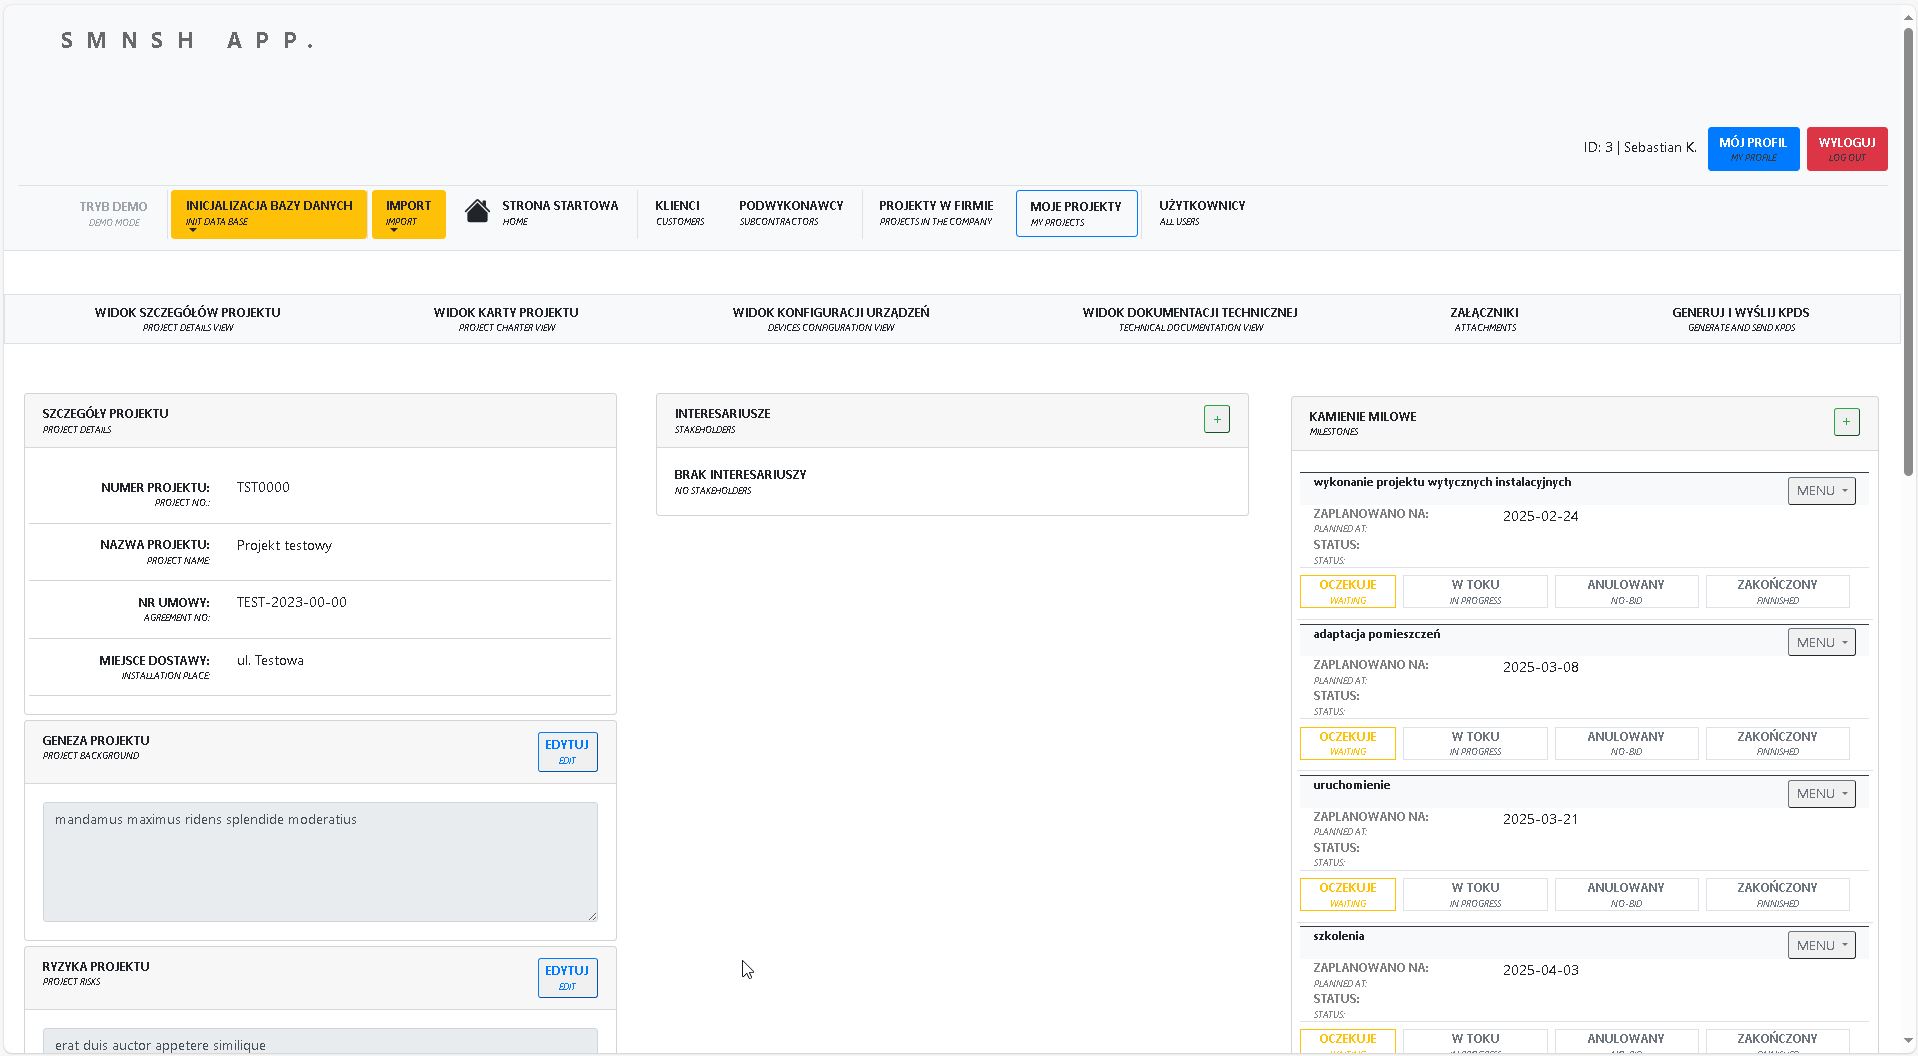 SMNSH APP.
ID: 3 | Sebastian K.
MÓJ PROFIL
MY PROFILE
WYLOGUJ
LOG OUT
TRYB DEMO
DEMO MODE
INICJALIZACJA BAZY DANYCH
INIT DATA BASE
IMPORT
IMPORT
STRONA STARTOWA
HOME
KLIENCI
CUSTOMERS
PODWYKONAWCY
SUBCONTRACTORS
PROJEKTY W FIRMIE
PROJECTS IN THE COMPANY
MOJE PROJEKTY
MY PROJECTS
UŻYTKOWNICY
ALL USERS
WIDOK SZCZEGÓŁÓW PROJEKTU
PROJECT DETAILS VIEW
WIDOK KARTY PROJEKTU
PROJECT CHARTER VIEW
WIDOK KONFIGURACJI URZĄDZEŃ
DEVICES CONFIGURATION VIEW
WIDOK DOKUMENTACJI TECHNICZNEJ
TECHNICAL DOCUMENTATION VIEW
ZAŁĄCZNIKI
ATTACHMENTS
GENERUJ I WYŚLIJ KPDS
GENERATE AND SEND KPDS
SZCZEGÓŁY PROJEKTU
PROJECT DETAILS
NUMER PROJEKTU: TST0000
PROJECT NO.:
NAZWA PROJEKTU: Projekt testowy
PROJECT NAME:
NR UMOWY: TEST-2023-00-00
AGREEMENT NO:
MIEJSCE DOSTAWY: ul. Testowa
INSTALLATION PLACE:
GENEZA PROJEKTU
PROJECT BACKGROUND
EDYTUJ
EDIT
mandamus maximus ridens splendide moderatius
RYZYKA PROJEKTU
PROJECT RISKS
EDYTUJ
EDIT
erat duis auctor appetere similique
INTERESARIUSZE
STAKEHOLDERS
+
BRAK INTERESARIUSZY
NO STAKEHOLDERS
KAMIENIE MILOWE
MILESTONES
+
wykonanie projektu wytycznych instalacyjnych
MENU
ZAPLANOWANO NA: 2025-02-24
PLANNED AT:
STATUS:
STATUS:
OCZEKUJE
WAITING
W TOKU
IN PROGRESS
ANULOWANY
NO-BID
ZAKOŃCZONY
FINNISHED
adaptacja pomieszczeń
MENU
ZAPLANOWANO NA: 2025-03-08
PLANNED AT:
STATUS:
STATUS:
OCZEKUJE
WAITING
W TOKU
IN PROGRESS
ANULOWANY
NO-BID
ZAKOŃCZONY
FINNISHED
uruchomienie
MENU
ZAPLANOWANO NA: 2025-03-21
PLANNED AT:
STATUS:
STATUS:
OCZEKUJE
WAITING
W TOKU
IN PROGRESS
ANULOWANY
NO-BID
ZAKOŃCZONY
FINNISHED
szkolenia
MENU
ZAPLANOWANO NA: 2025-04-03
PLANNED AT:
STATUS:
STATUS:
OCZEKUJE
W TOKU
ANULOWANY
ZAKOŃCZONY